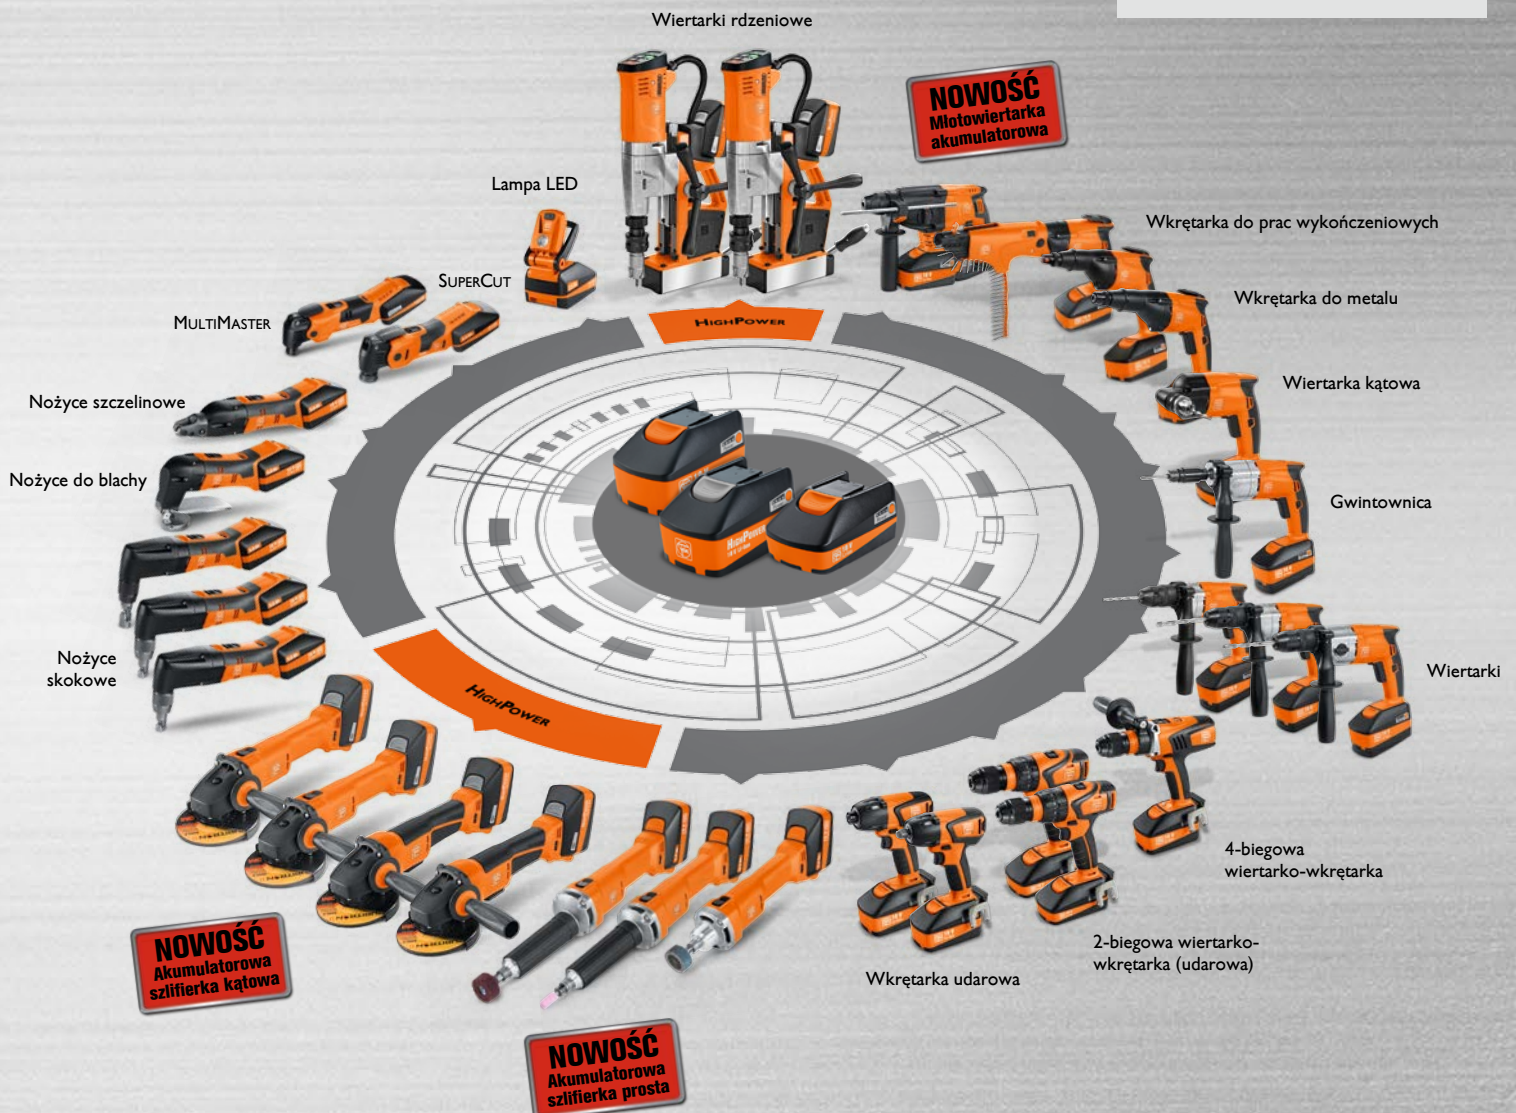 Wiertarki rdzeniowe
NOWOŚĆ
Młotowiertarka
akumulatorowa
Lampa LED
Wkrętarka do prac wykończeniowych
SUPERCUT
Wkrętarka do metalu
MULTIMASTER
HIGHPOWER
Wiertarka kątowa
Nożyce szczelinowe
Nożyce do blachy
Gwintownica
HIGHPOWER
Nożyce
skokowe
Wiertarki
HIGHPOWER
4-biegowa
wiertarko-wkrętarka
2-biegowa wiertarko-
wkrętarka (udarowa)
Wkrętarka udarowa
NOWOŚĆ
Akumulatorowa
szlifierka kątowa
NOWOŚĆ
Akumulatorowa
szlifierka prosta